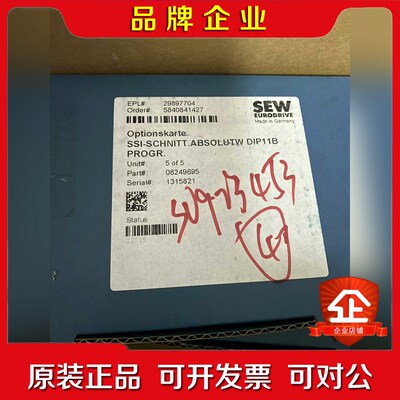 品牌企业
EPL#: 29897704
Order#: 5840841427
SEW
EURODRIVE
Made in Germany
Optionskarte.
SSI-SCHNITT.ABSOLUTW DIP11B
PROGR.
Unit#: 5 of 5
Part#: 08249695
Serial#: 1315821
Status
企
企业店铺
原装正品 可开发票 可对公